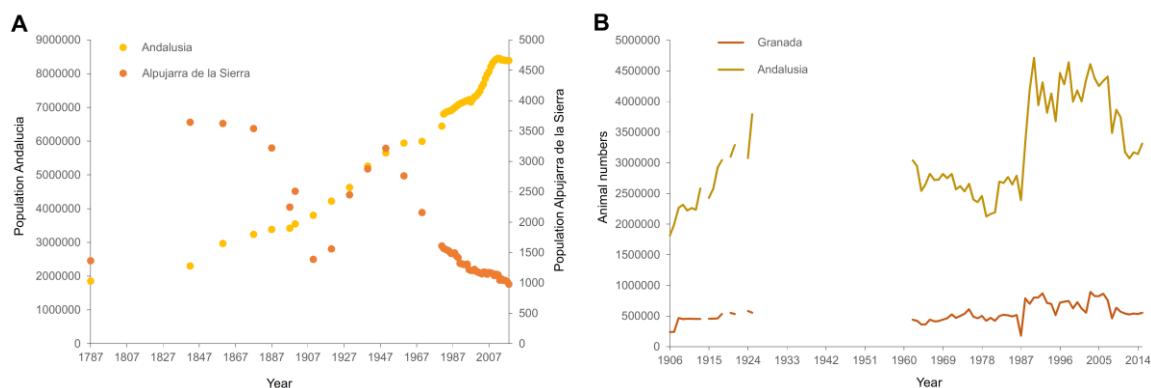 A
B
9000000
8000000
7000000
6000000
5000000
4000000
3000000
2000000
1000000
0
Population Andalucia
Andalusia
Alpujarra de la Sierra
5000
4500
4000
3500
3000
2500
2000
1500
1000
500
0
Population Alpujarra de la Sierra
1787 1807 1827 1847 1867 1887 1907 1927 1947 1967 1987 2007
Year
5000000
4500000
4000000
3500000
3000000
2500000
2000000
1500000
1000000
500000
0
Animal numbers
Granada
Andalusia
1906 1915 1924 1933 1942 1951 1960 1969 1978 1987 1996 2005 2014
Year